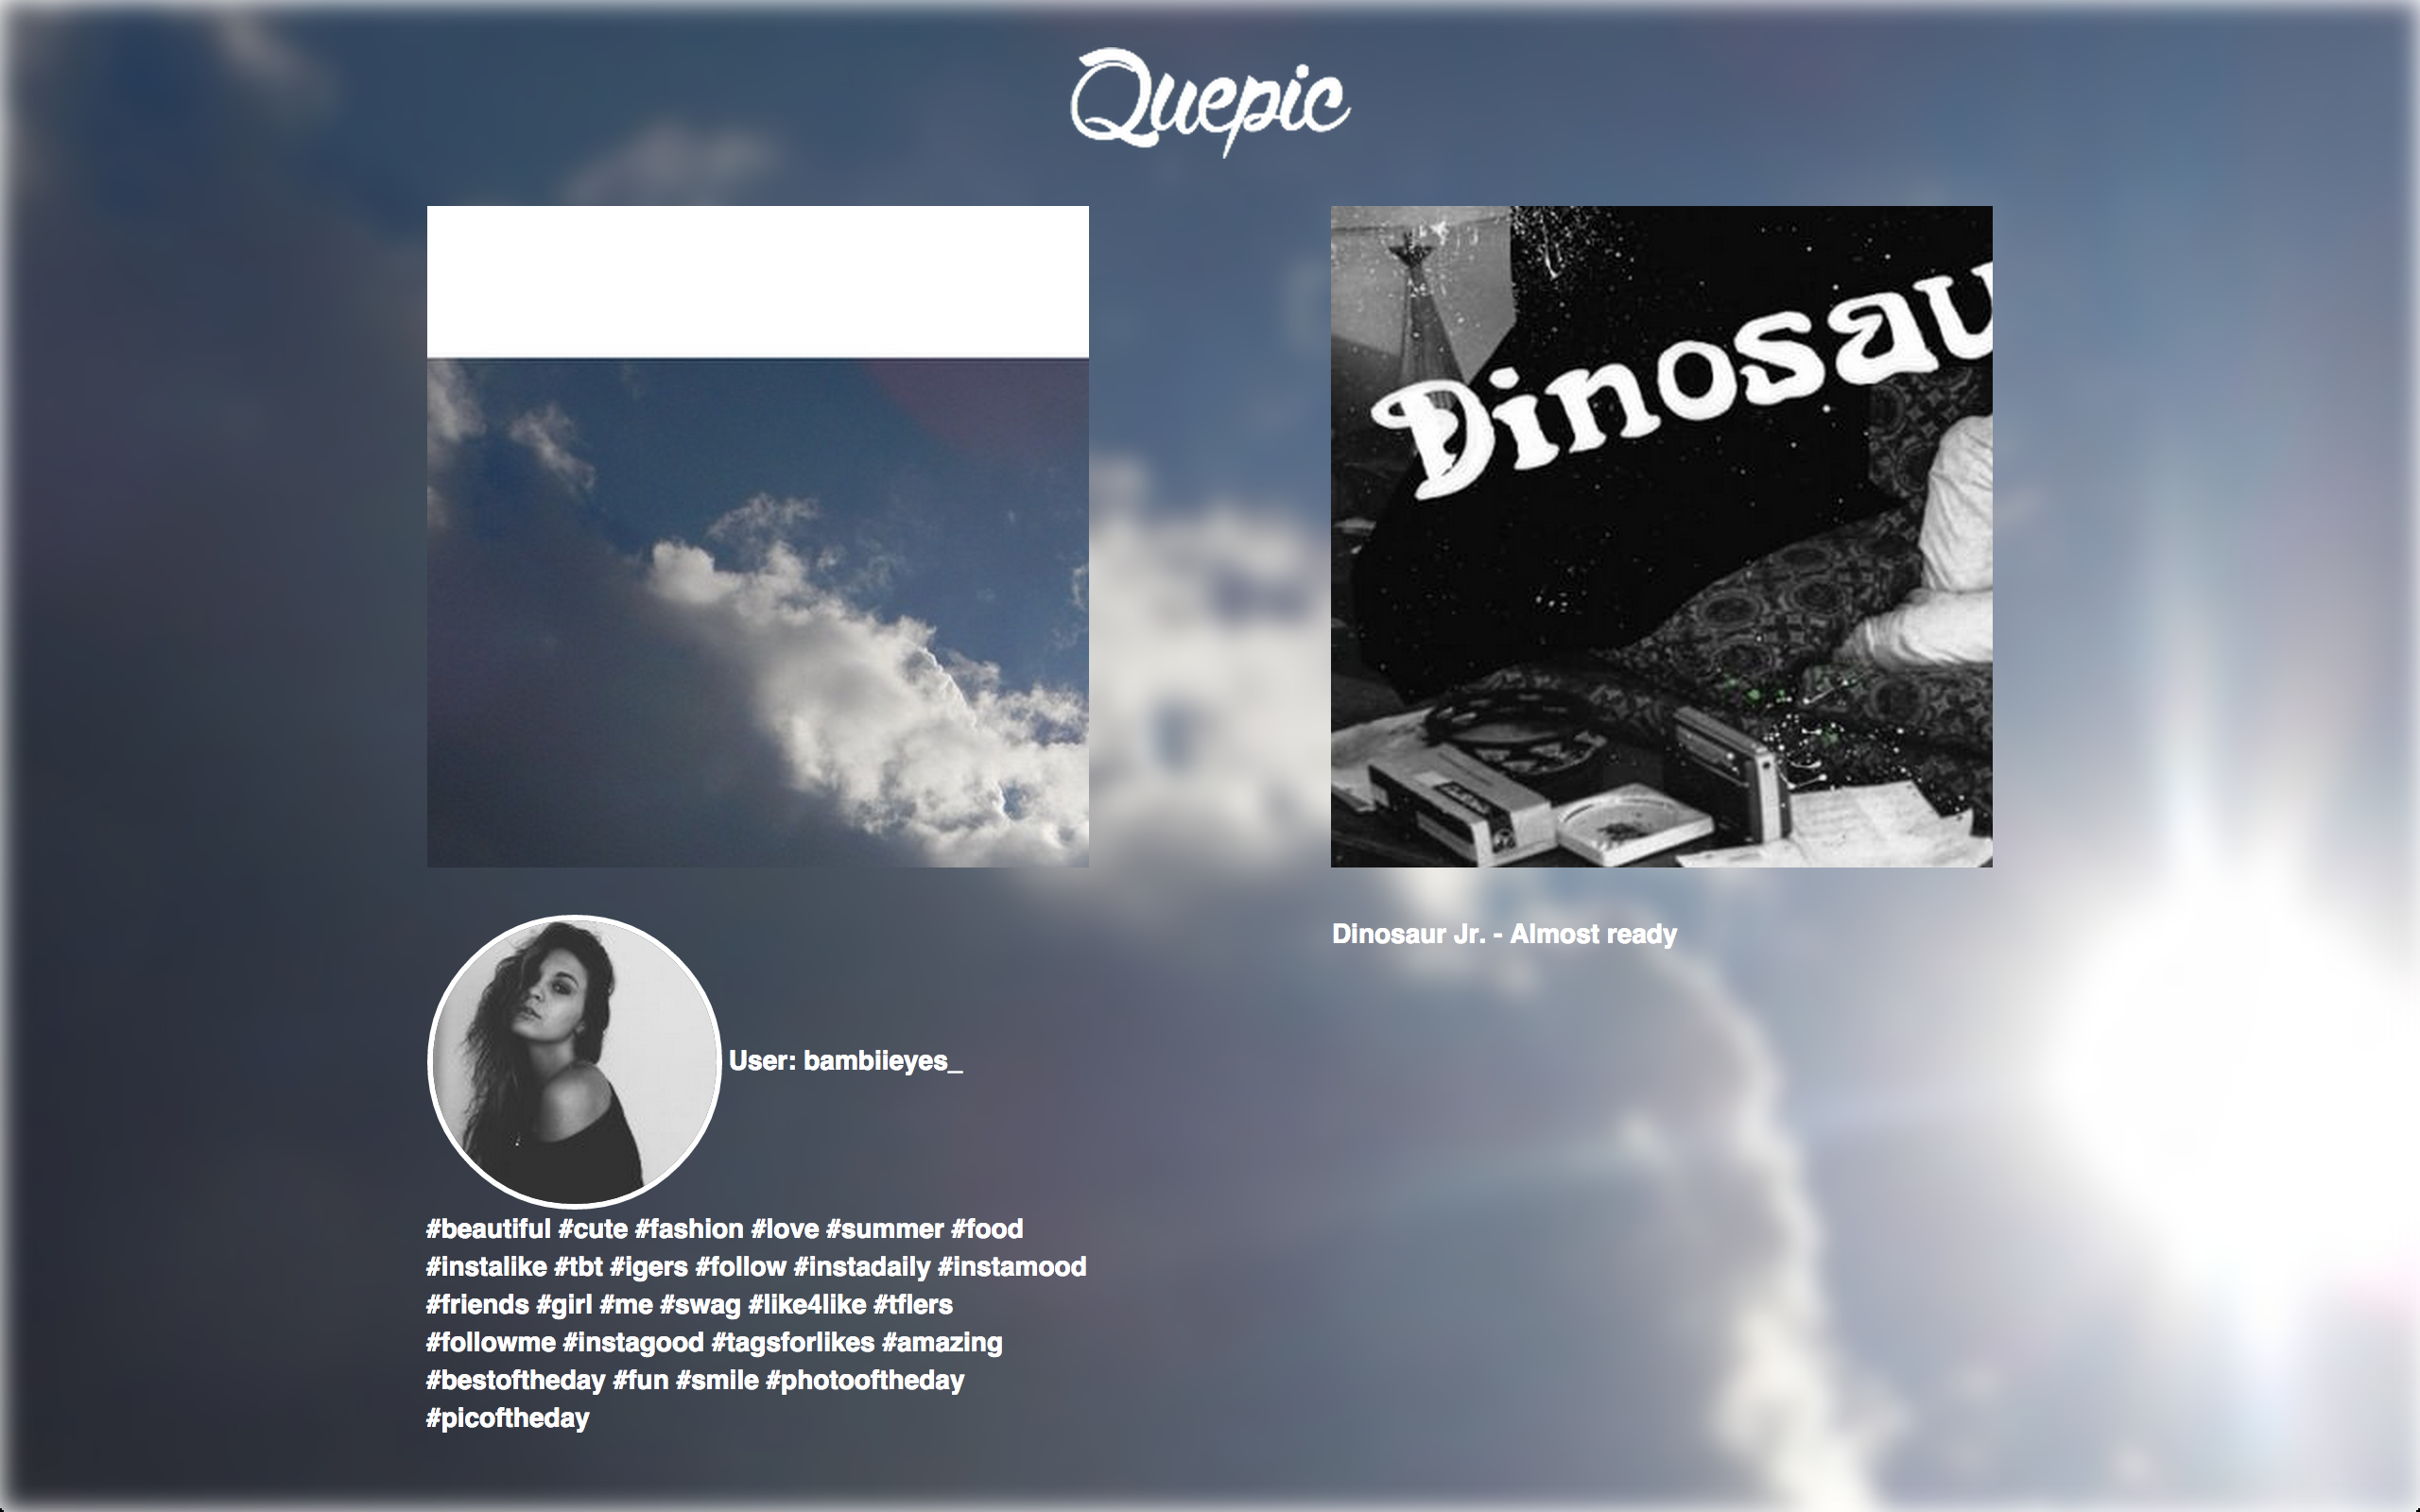 Quepic
Dinosau
User: bambiieyes_
#beautiful #cute #fashion #love #summer #food
#instalike #tbt #igers #follow #instadaily #instamood
#friends #girl #me #swag #like4like #tflers
#followme #instagood #tagsforlikes #amazing
#bestoftheday #fun #smile #photooftheday
#picoftheday
Dinosaur Jr. - Almost ready